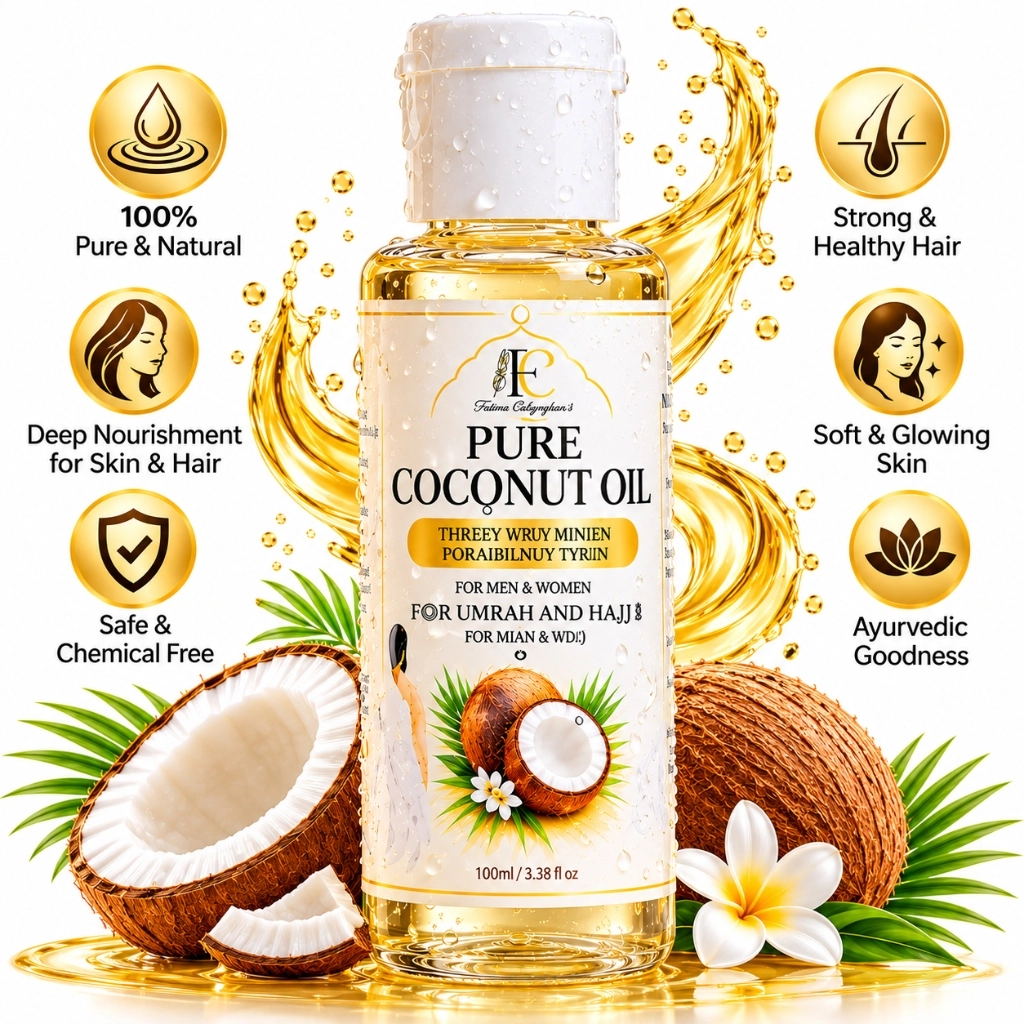 100%
Pure & Natural
Deep Nourishment
for Skin & Hair
Safe &
Chemical Free
Strong &
Healthy Hair
Soft & Glowing
Skin
Ayurvedic
Goodness
FC
Fatima Cabynghan's
PURE
COCONUT OIL
THREEY WRUY MINIEN
PORAIBILNUY TYRIIN
FOR MEN & WOMEN
FOR UMRAH AND HAJJ
FOR MIAN &
100ml / 3.38 fl oz